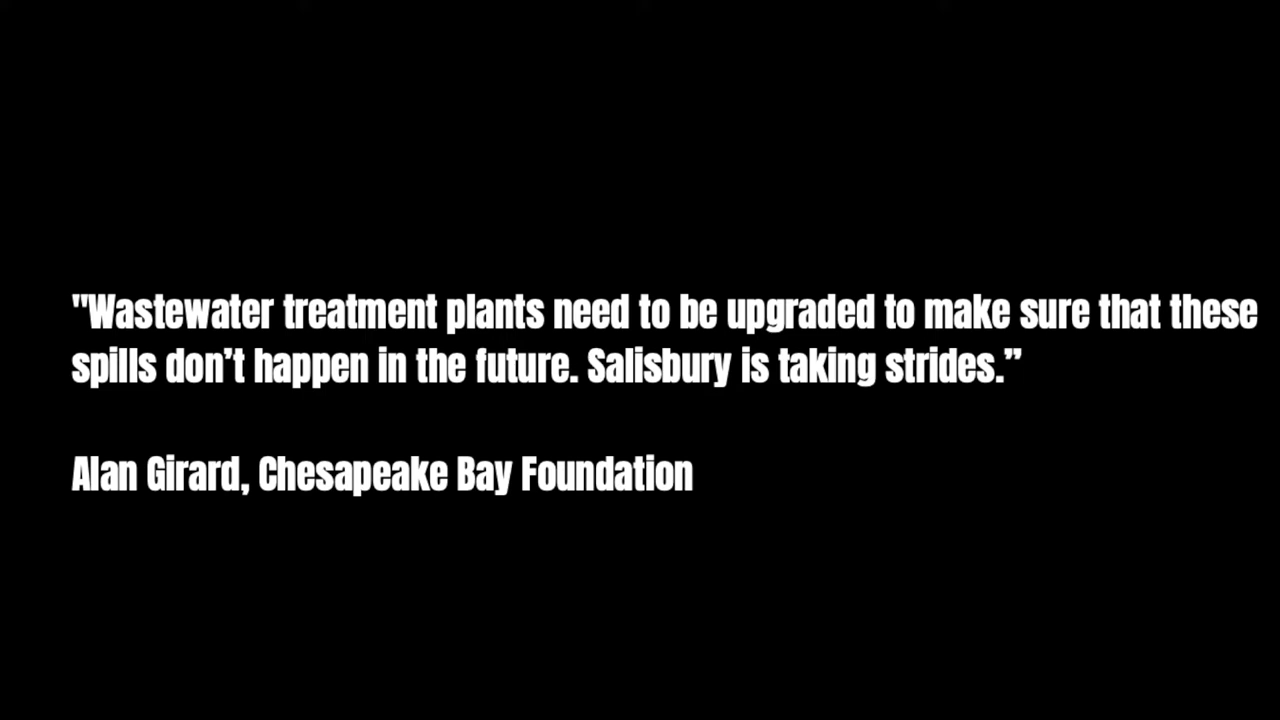 "Wastewater treatment plants need to be upgraded to make sure that these
spills don’t happen in the future. Salisbury is taking strides.”
Alan Girard, Chesapeake Bay Foundation